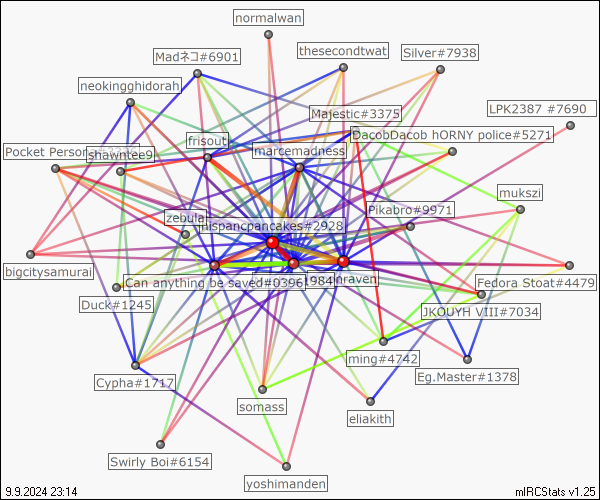 normalwan
Madネコ#6901
thesecondtwat
Silver#7938
neokingghidorah
Majestic#3375
LPK2387 #7690
frisout
DacobDacob hORNY police#5271
Pocket Person
shawntee9
marcemadness
mukszi
zebula
Pikabro#9971
hispancpancakes#2928
bigcitysamurai
Can anything be saved#0396
1984
nraven
Fedora Stoat#4479
Duck#1245
JKOUYH VIII#7034
ming#4742
Cypha#1717
Eg.Master#1378
somass
eliakith
Swirly Boi#6154
yoshimanden
9.9.2024 23:14
mIRCStats v1.25